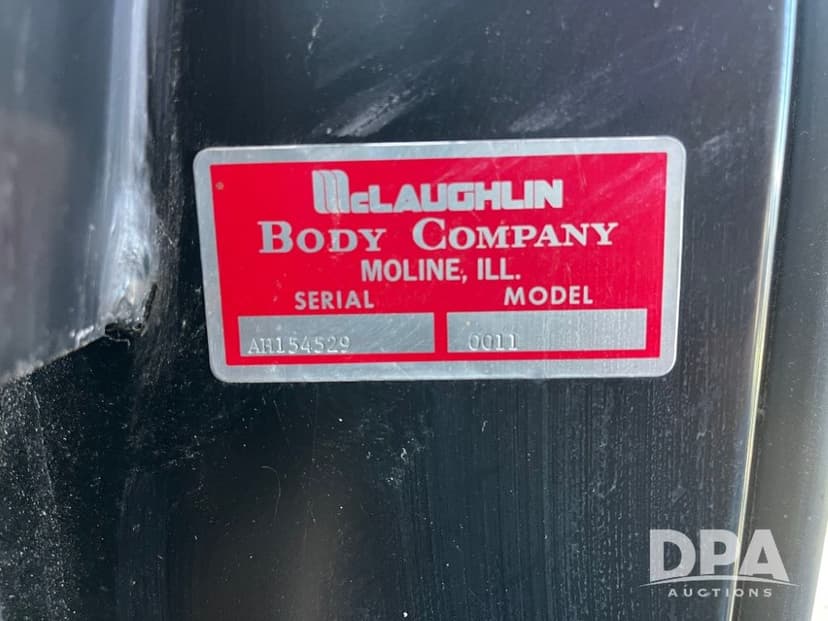 McLAUGHLIN
BODY COMPANY
MOLINE, ILL.
SERIAL MODEL
AH154529 0011
DPA
AUCTIONS